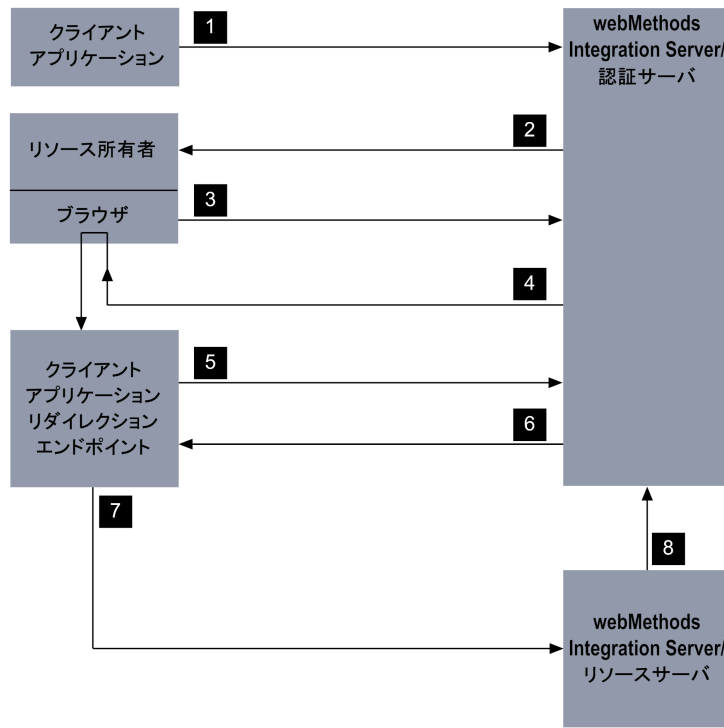 クライアント
アプリケーション
1
webMethods
Integration Server/
認証サーバ
2
リソース所有者
3
ブラウザ
4
クライアント
アプリケーション
リダイレクション
エンドポイント
5
6
7
8
webMethods
Integration Server/
リソースサーバ